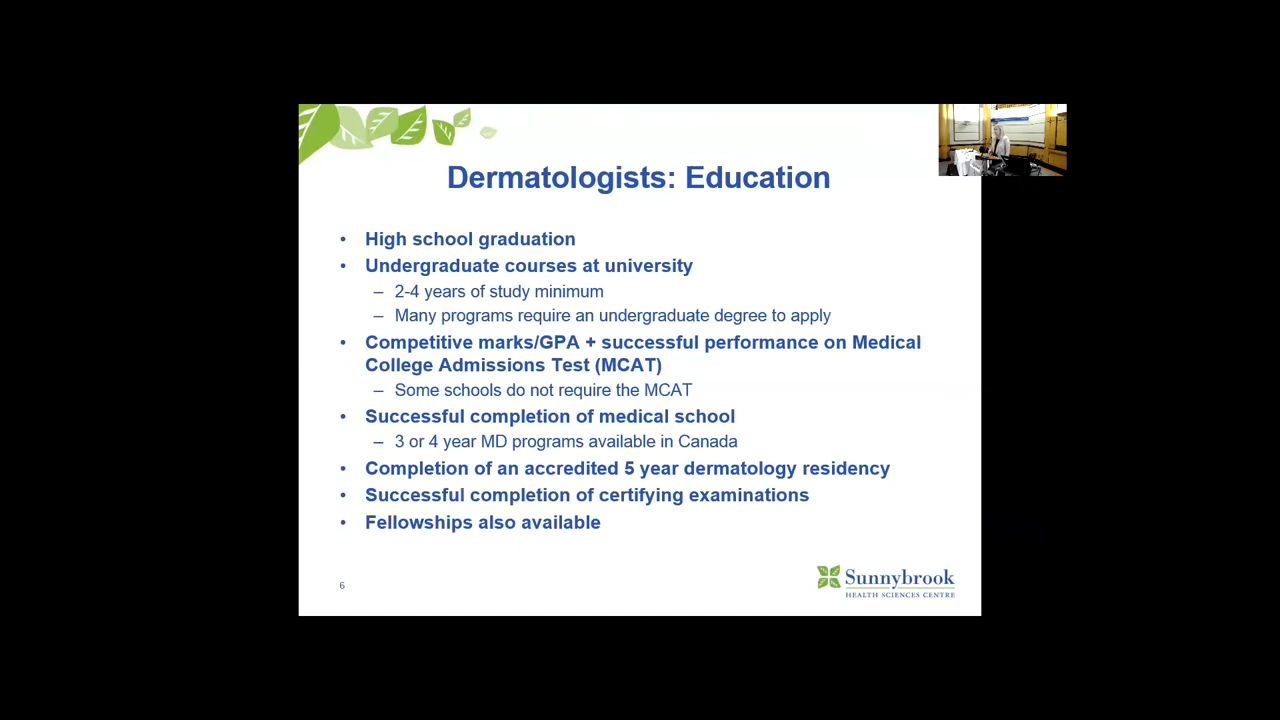 Dermatologists: Education
• High school graduation
• Undergraduate courses at university
– 2-4 years of study minimum
– Many programs require an undergraduate degree to apply
• Competitive marks/GPA + successful performance on Medical
College Admissions Test (MCAT)
– Some schools do not require the MCAT
• Successful completion of medical school
– 3 or 4 year MD programs available in Canada
• Completion of an accredited 5 year dermatology residency
• Successful completion of certifying examinations
• Fellowships also available
6
Sunnybrook
HEALTH SCIENCES CENTRE